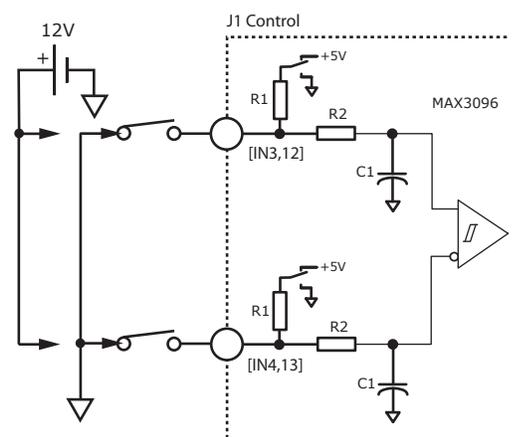 J1 Control
12V
+
+5V
R1
R2
MAX3096
[IN3,12]
C1
+5V
R1
R2
[IN4,13]
C1